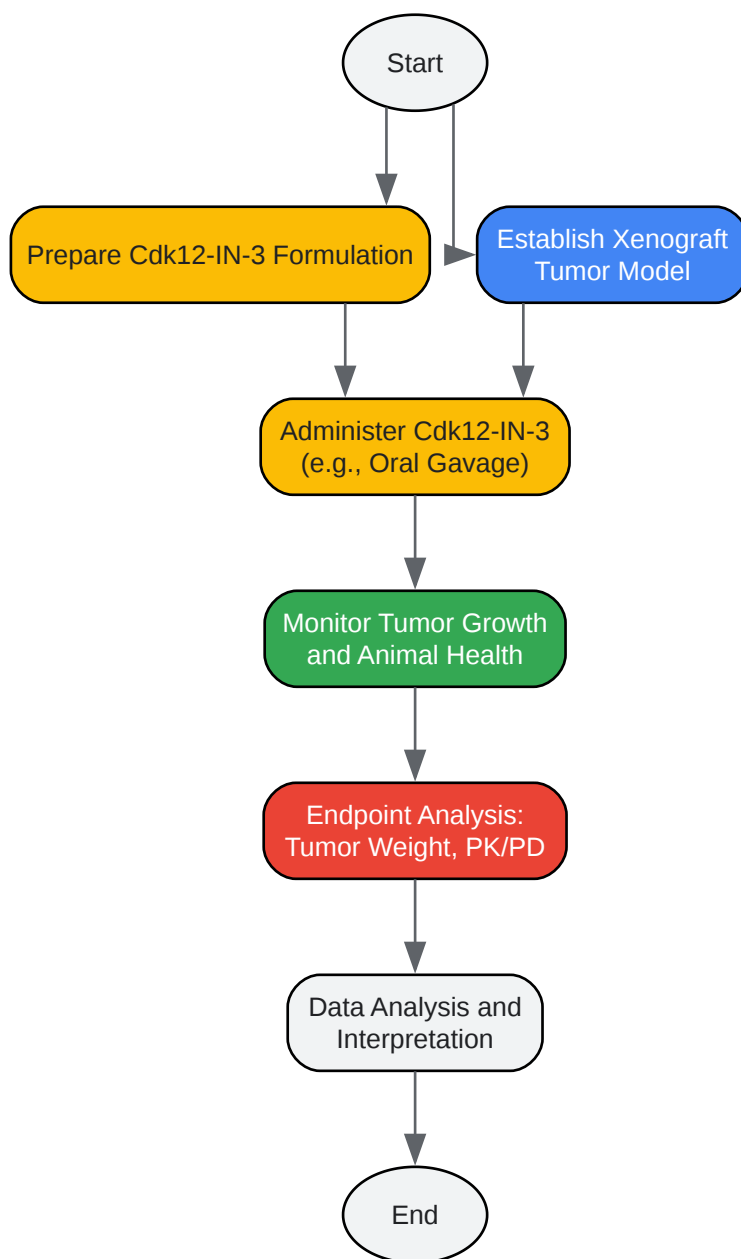 Start
Prepare Cdk12-IN-3 Formulation
Establish Xenograft
Tumor Model
Administer Cdk12-IN-3
(e.g., Oral Gavage)
Monitor Tumor Growth
and Animal Health
Endpoint Analysis:
Tumor Weight, PK/PD
Data Analysis and
Interpretation
End